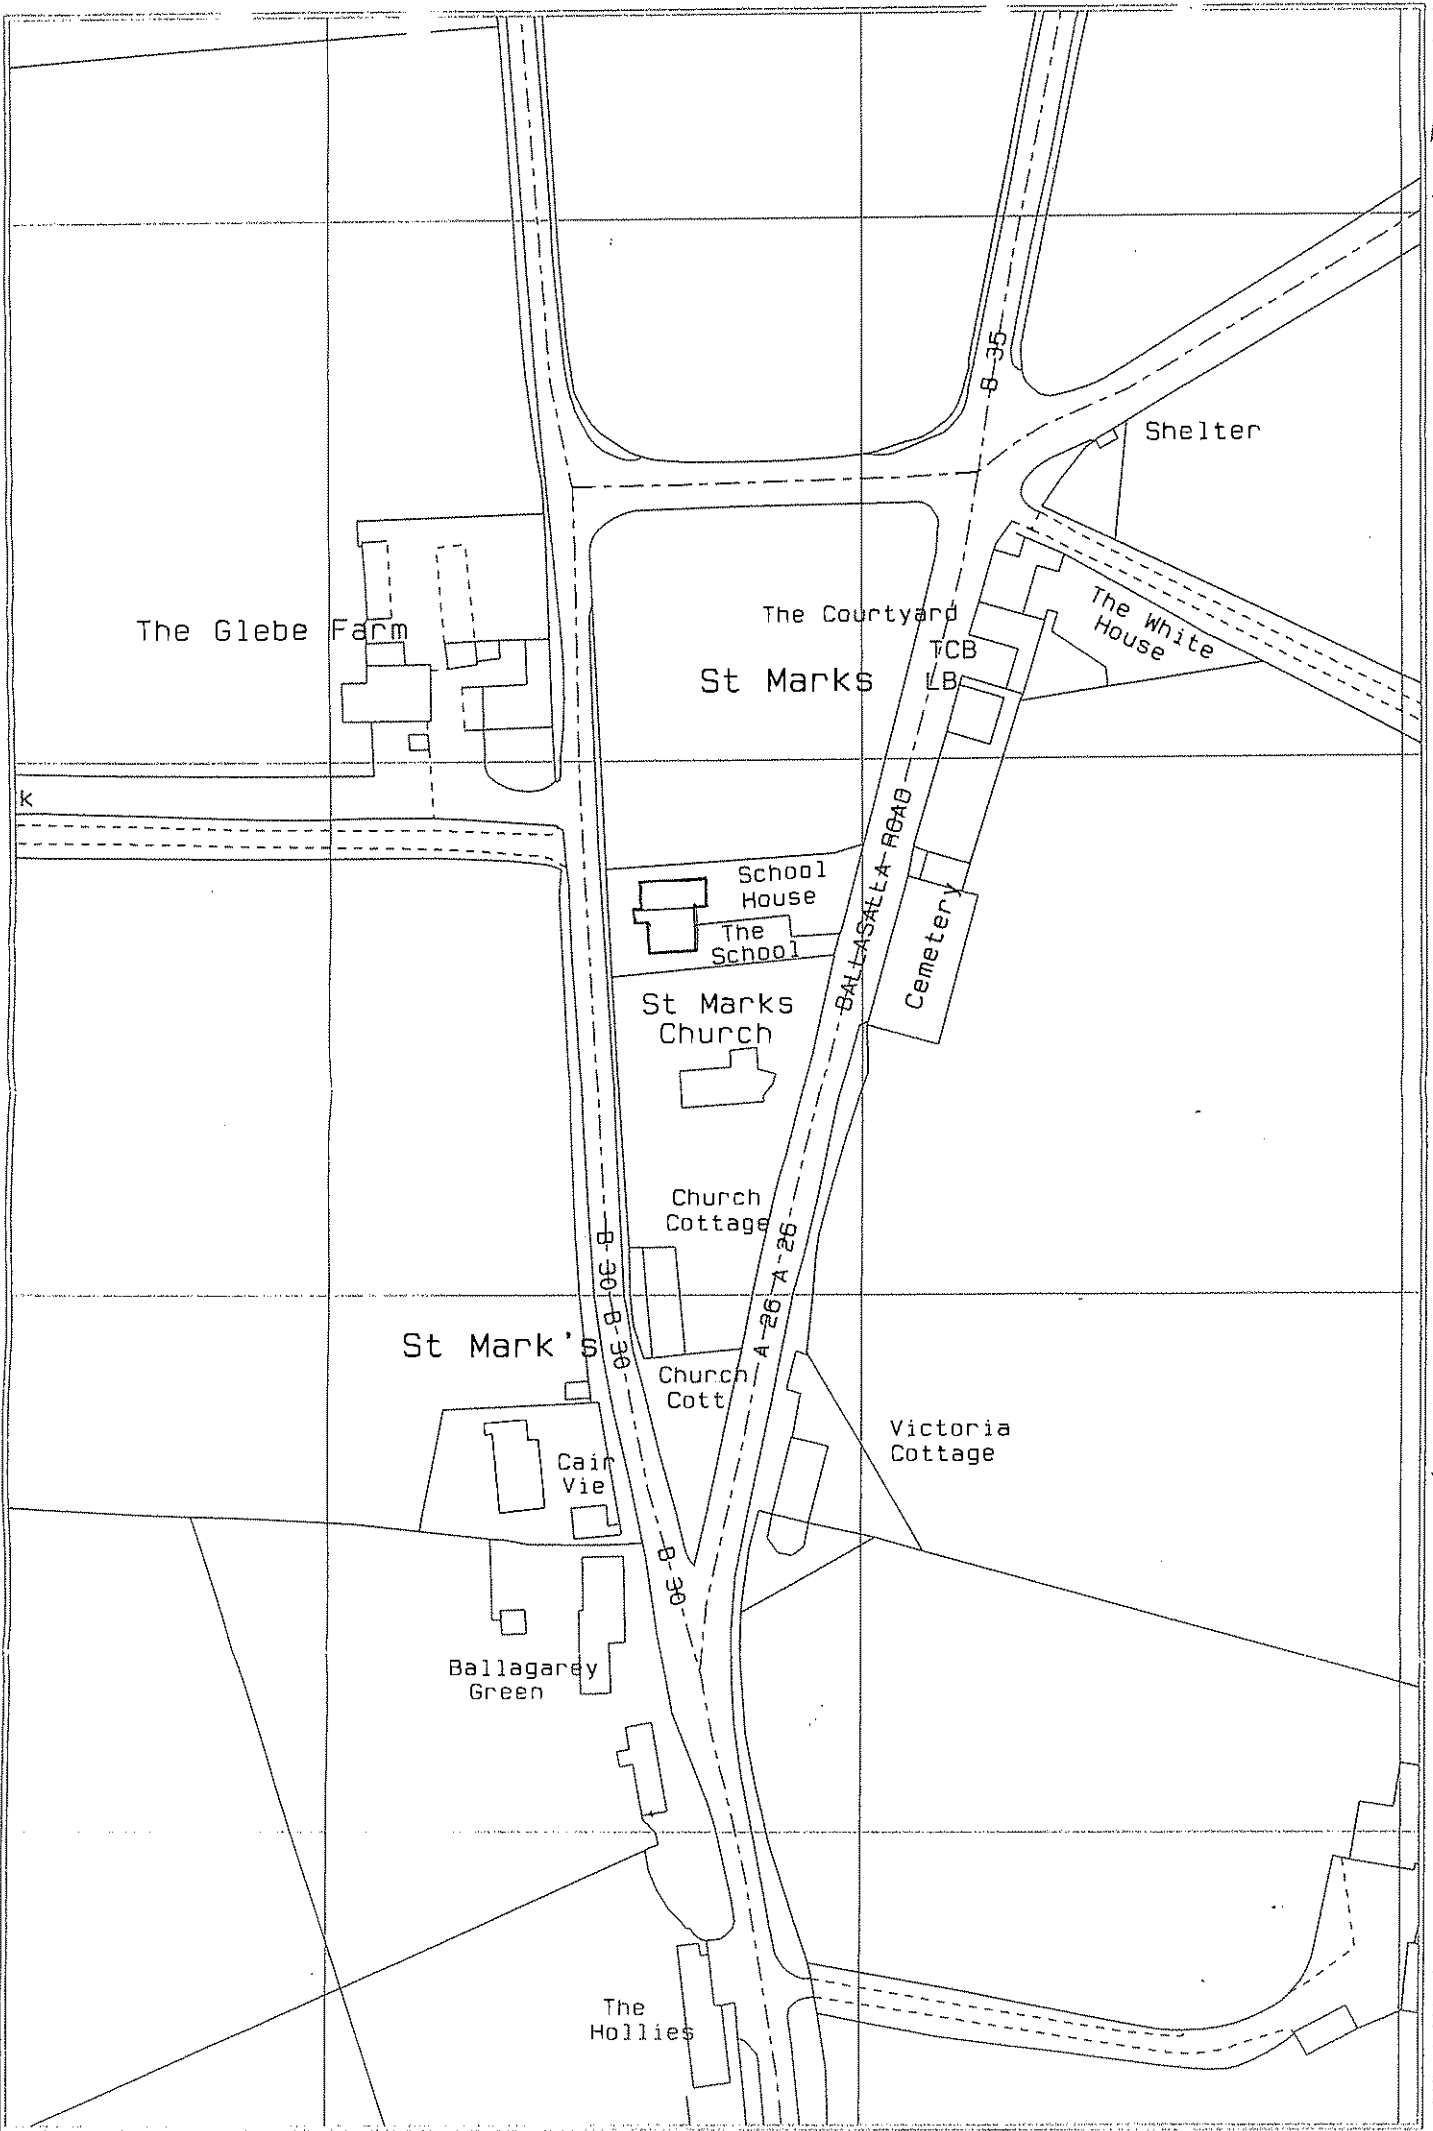 B 35
Shelter
The Glebe Farm
The Courtyard
The White
House
TCB
St Marks
LB
k
BALLASALLA ROAD
School
House
The
School
Cemetery
St Marks
Church
Church
Cottage
B 30
B 30
A 26
A 26
St Mark's
Church
Cott
Victoria
Cottage
Cair
Vie
B 30
Ballagarey
Green
The
Hollies